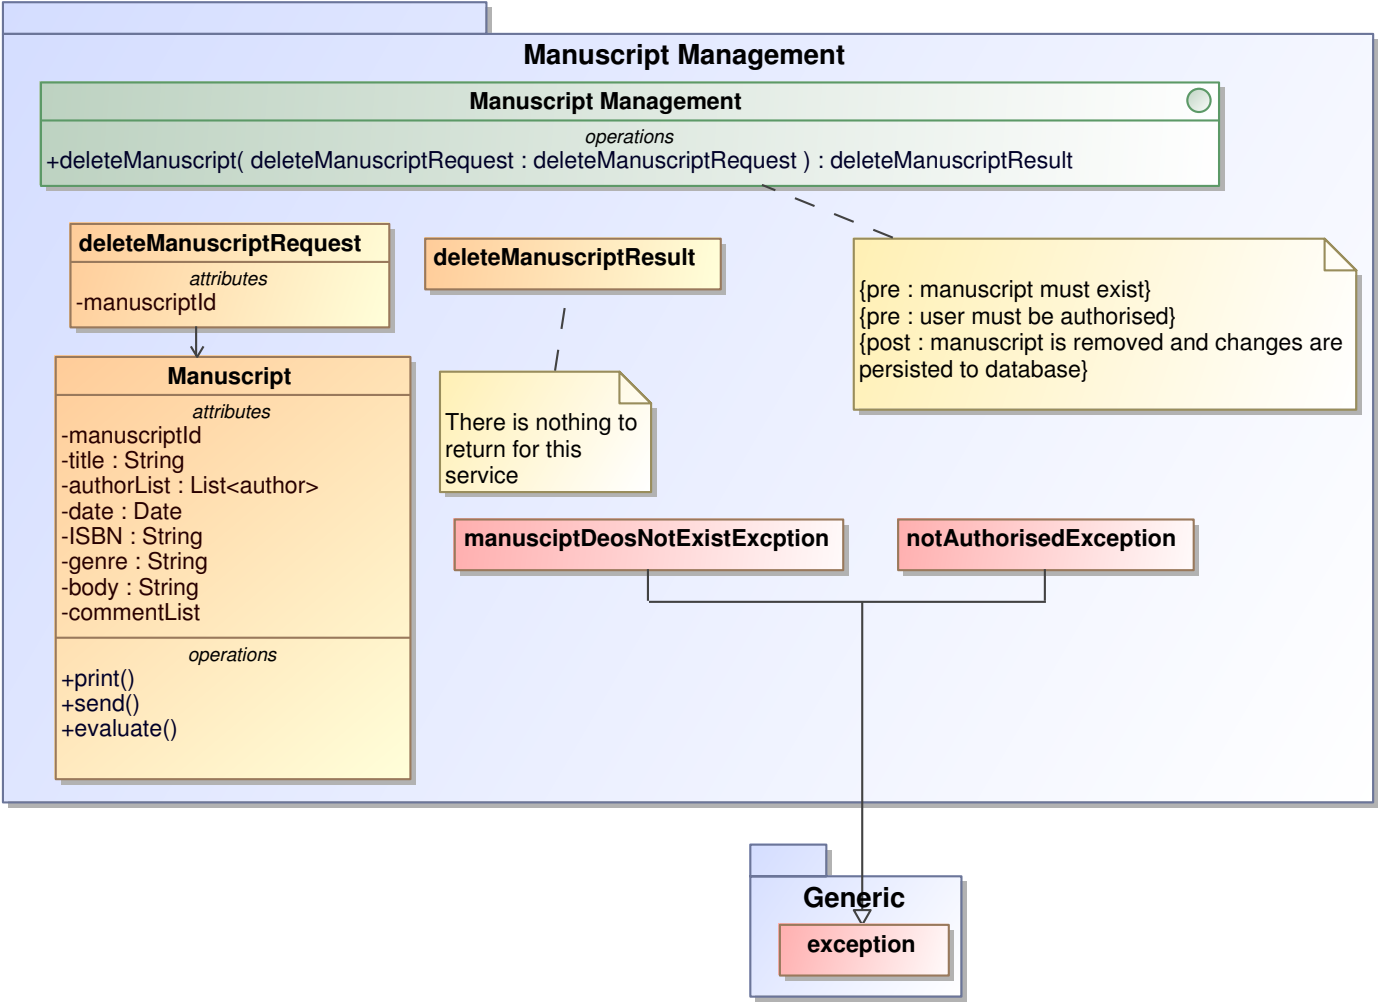 Manuscript Management
Manuscript Management
operations
+deleteManuscript( deleteManuscriptRequest : deleteManuscriptRequest ) : deleteManuscriptResult
deleteManuscriptRequest
attributes
-manuscriptId
deleteManuscriptResult
{pre : manuscript must exist}
{pre : user must be authorised}
{post : manuscript is removed and changes are
persisted to database}
Manuscript
attributes
-manuscriptId
-title : String
-authorList : List<author>
-date : Date
-ISBN : String
-genre : String
-body : String
-commentList
operations
+print()
+send()
+evaluate()
There is nothing to
return for this
service
manusciptDeosNotExistExcption
notAuthorisedException
Generic
exception